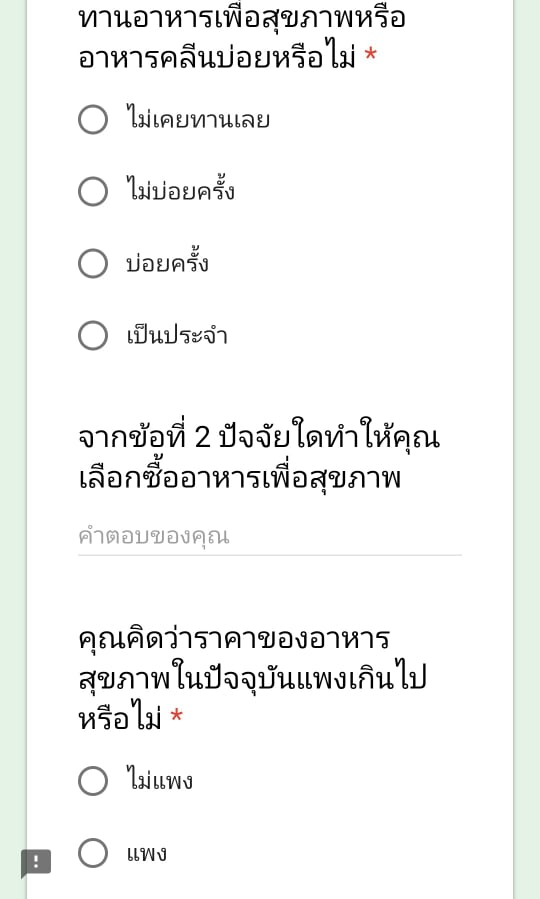 ทานอาหารเพื่อสุขภาพหรือ
อาหารคลีนบ่อยหรือไม่ *
ไม่เคยทานเลย
ไม่บ่อยครั้ง
บ่อยครั้ง
เป็นประจำ
จากข้อที่ 2 ปัจจัยใดทำให้คุณ
เลือกซื้ออาหารเพื่อสุขภาพ
คำตอบของคุณ
คุณคิดว่าราคาของอาหาร
สุขภาพในปัจจุบันแพงเกินไป
หรือไม่ *
ไม่แพง
แพง